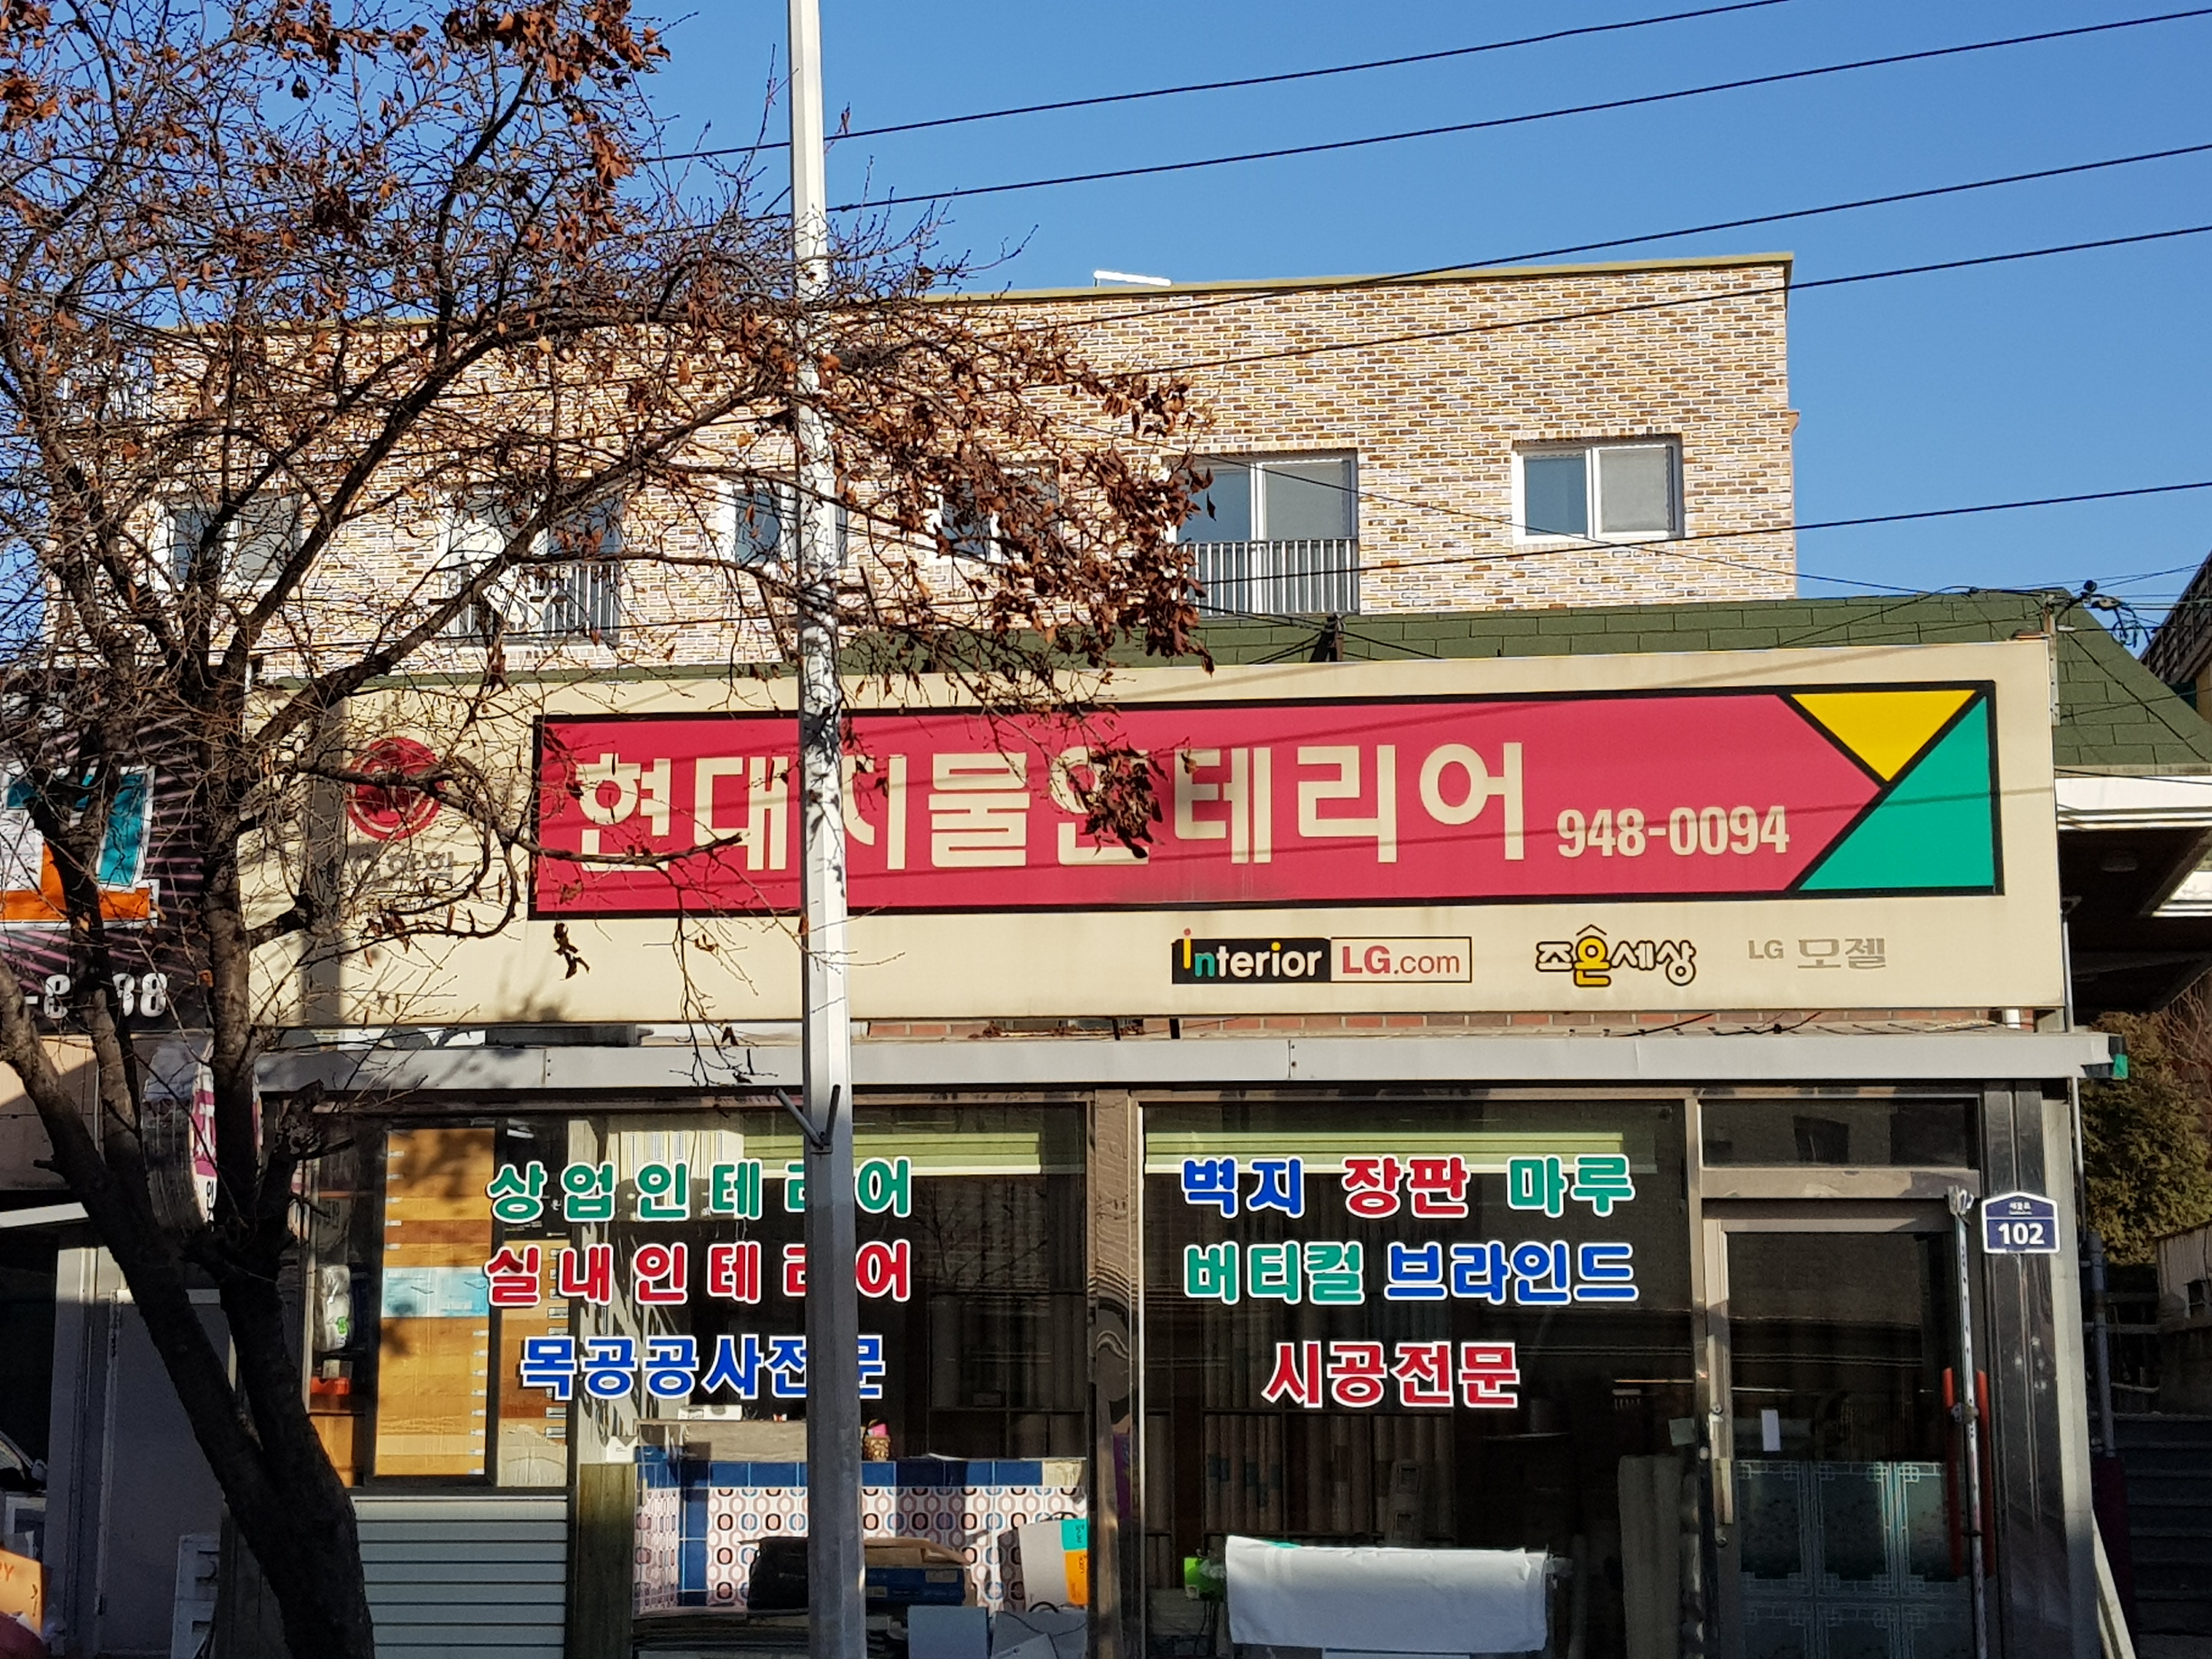 현대지물인테리어 948-0094
interior LG.com 조은세상 LG 모젤
상업인테리어
실내인테리어
목공공사전문
벽지 장판 마루
버티컬 브라인드
시공전문
102